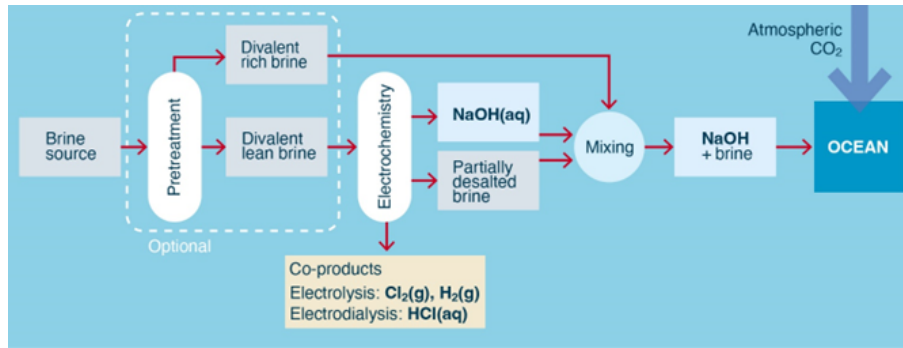 Atmospheric
CO₂
Divalent
rich brine
Brine
source
Pretreatment
Divalent
lean brine
Optional
Electrochemistry
NaOH(aq)
Partially
desalted
brine
Mixing
NaOH
+ brine
OCEAN
Co-products
Electrolysis: Cl₂(g), H₂(g)
Electrodialysis: HCl(aq)